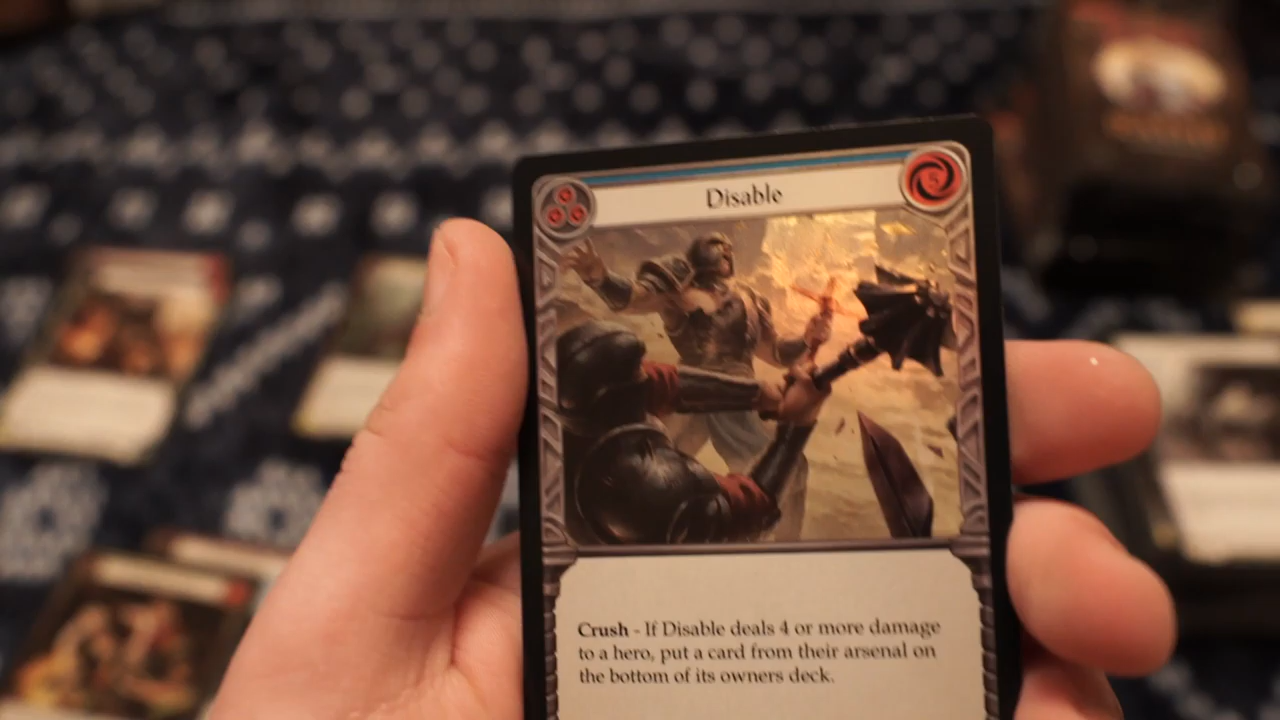 Disable
Crush - If Disable deals 4 or more damage
to a hero, put a card from their arsenal on
the bottom of its owners deck.